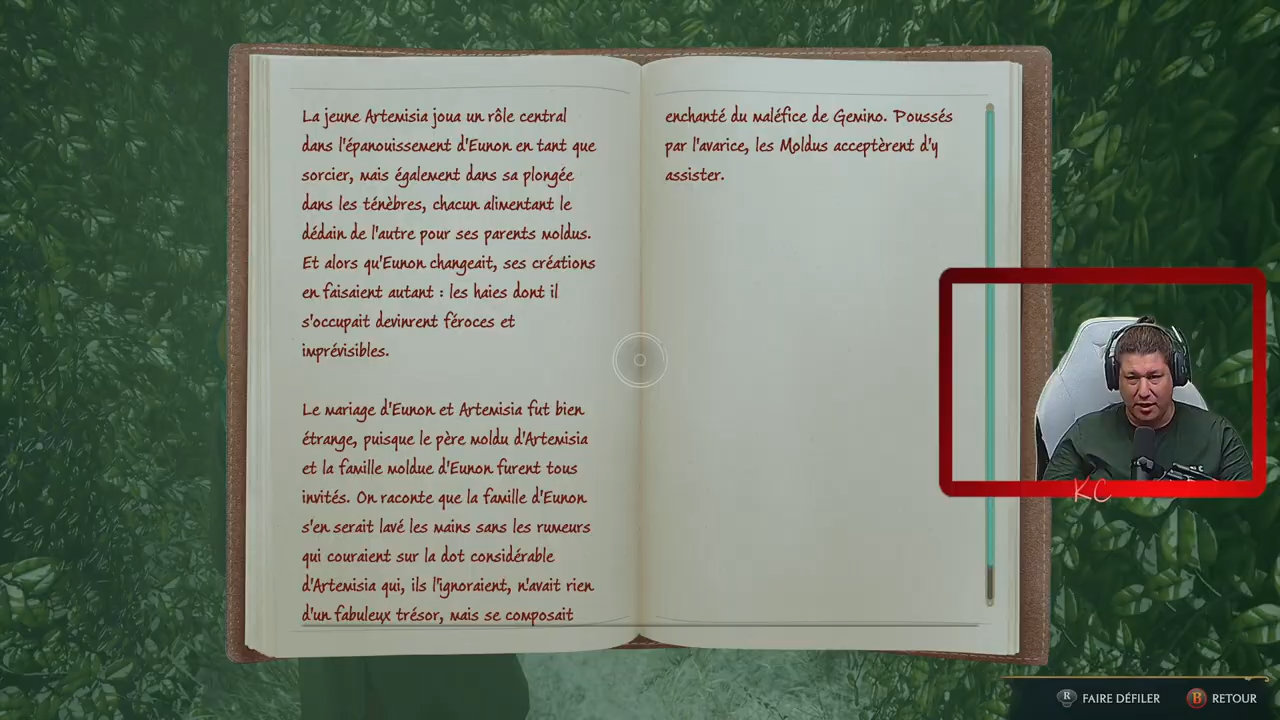 La jeune Artemisia joua un rôle central
dans l'épanouissement d'Eunon en tant que
sorcier, mais également dans sa plongée
dans les ténèbres, chacun alimentant le
dédain de l'autre pour ses parents moldus.
Et alors qu'Eunon changeait, ses créations
en faisaient autant : les haies dont il
s'occupait devinrent féroces et
imprévisibles.
Le mariage d'Eunon et Artemisia fut bien
étrange, puisque le père moldu d'Artemisia
et la famille moldue d'Eunon furent tous
invités. On raconte que la famille d'Eunon
s'en serait lavé les mains sans les rumeurs
qui couraient sur la dot considérable
d'Artemisia qui, ils l'ignoraient, n'avait rien
d'un fabuleux trésor, mais se composait
enchanté du maléfice de Gemino. Poussés
par l'avarice, les Moldus acceptèrent d'y
assister.
KC
R FAIRE DÉFILER
B RETOUR